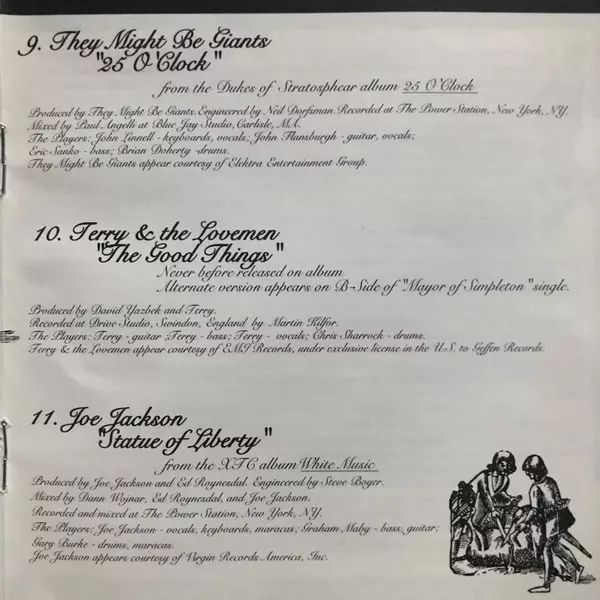 9. They Might Be Giants
"25 O'Clock"
from the Dukes of Stratosphear album 25 O'Clock
Produced by They Might Be Giants. Engineered by Neil Dorfsman. Recorded at The Power Station, New York, NY.
Mixed by Paul Angelli at Blue Jay Studio, Carlisle, MA.
The Players: John Linnell - keyboards, vocals; John Flansburgh - guitar, vocals;
Eric Sanko - bass; Brian Doherty - drums.
They Might Be Giants appear courtesy of Elektra Entertainment Group.
10. Terry & the Lovemen
"The Good Things"
Never before released on album
Alternate version appears on B-Side of "Mayor of Simpleton" single.
Produced by David Yazbek and Terry.
Recorded at Drive Studio, Swindon, England by Martin Kilfor.
The Players: Terry - guitar ;Terry - bass; Terry - vocals; Chris Sharrock - drums.
Terry & the Lovemen appear courtesy of EMI Records, under exclusive license in the U.S. to Geffen Records.
11. Joe Jackson
"Statue of Liberty"
from the XTC album White Music
Produced by Joe Jackson and Ed Roynesdal. Engineered by Steve Boyer.
Mixed by Dann Wojnar, Ed Roynesdal, and Joe Jackson.
Recorded and mixed at The Power Station, New York, NY.
The Players: Joe Jackson - vocals, keyboards, maracas; Graham Maby - bass, guitar;
Gary Burke - drums, maracas.
Joe Jackson appears courtesy of Virgin Records America, Inc.